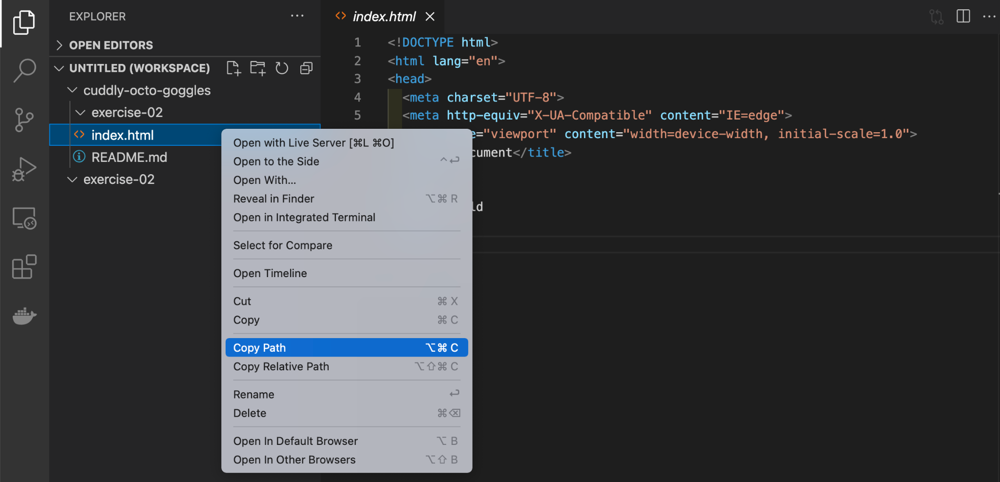 EXPLORER
OPEN EDITORS
UNTITLED (WORKSPACE)
cuddly-octo-goggles
exercise-02
index.html
README.md
exercise-02
index.html
1 <!DOCTYPE html>
2 <html lang="en">
3 <head>
4 <meta charset="UTF-8">
5 <meta http-equiv="X-UA-Compatible" content="IE=edge">
e="viewport" content="width=device-width, initial-scale=1.0">
cument</title>
ld
Open with Live Server [⌘L ⌘O]
Open to the Side ⌃↩
Open With...
Reveal in Finder ⌥⌘ R
Open in Integrated Terminal
Select for Compare
Open Timeline
Cut ⌘ X
Copy ⌘ C
Copy Path ⌥⌘ C
Copy Relative Path ⌥⇧⌘ C
Rename ↩
Delete ⌘⌫
Open In Default Browser ⌥ B
Open In Other Browsers ⌥⇧ B